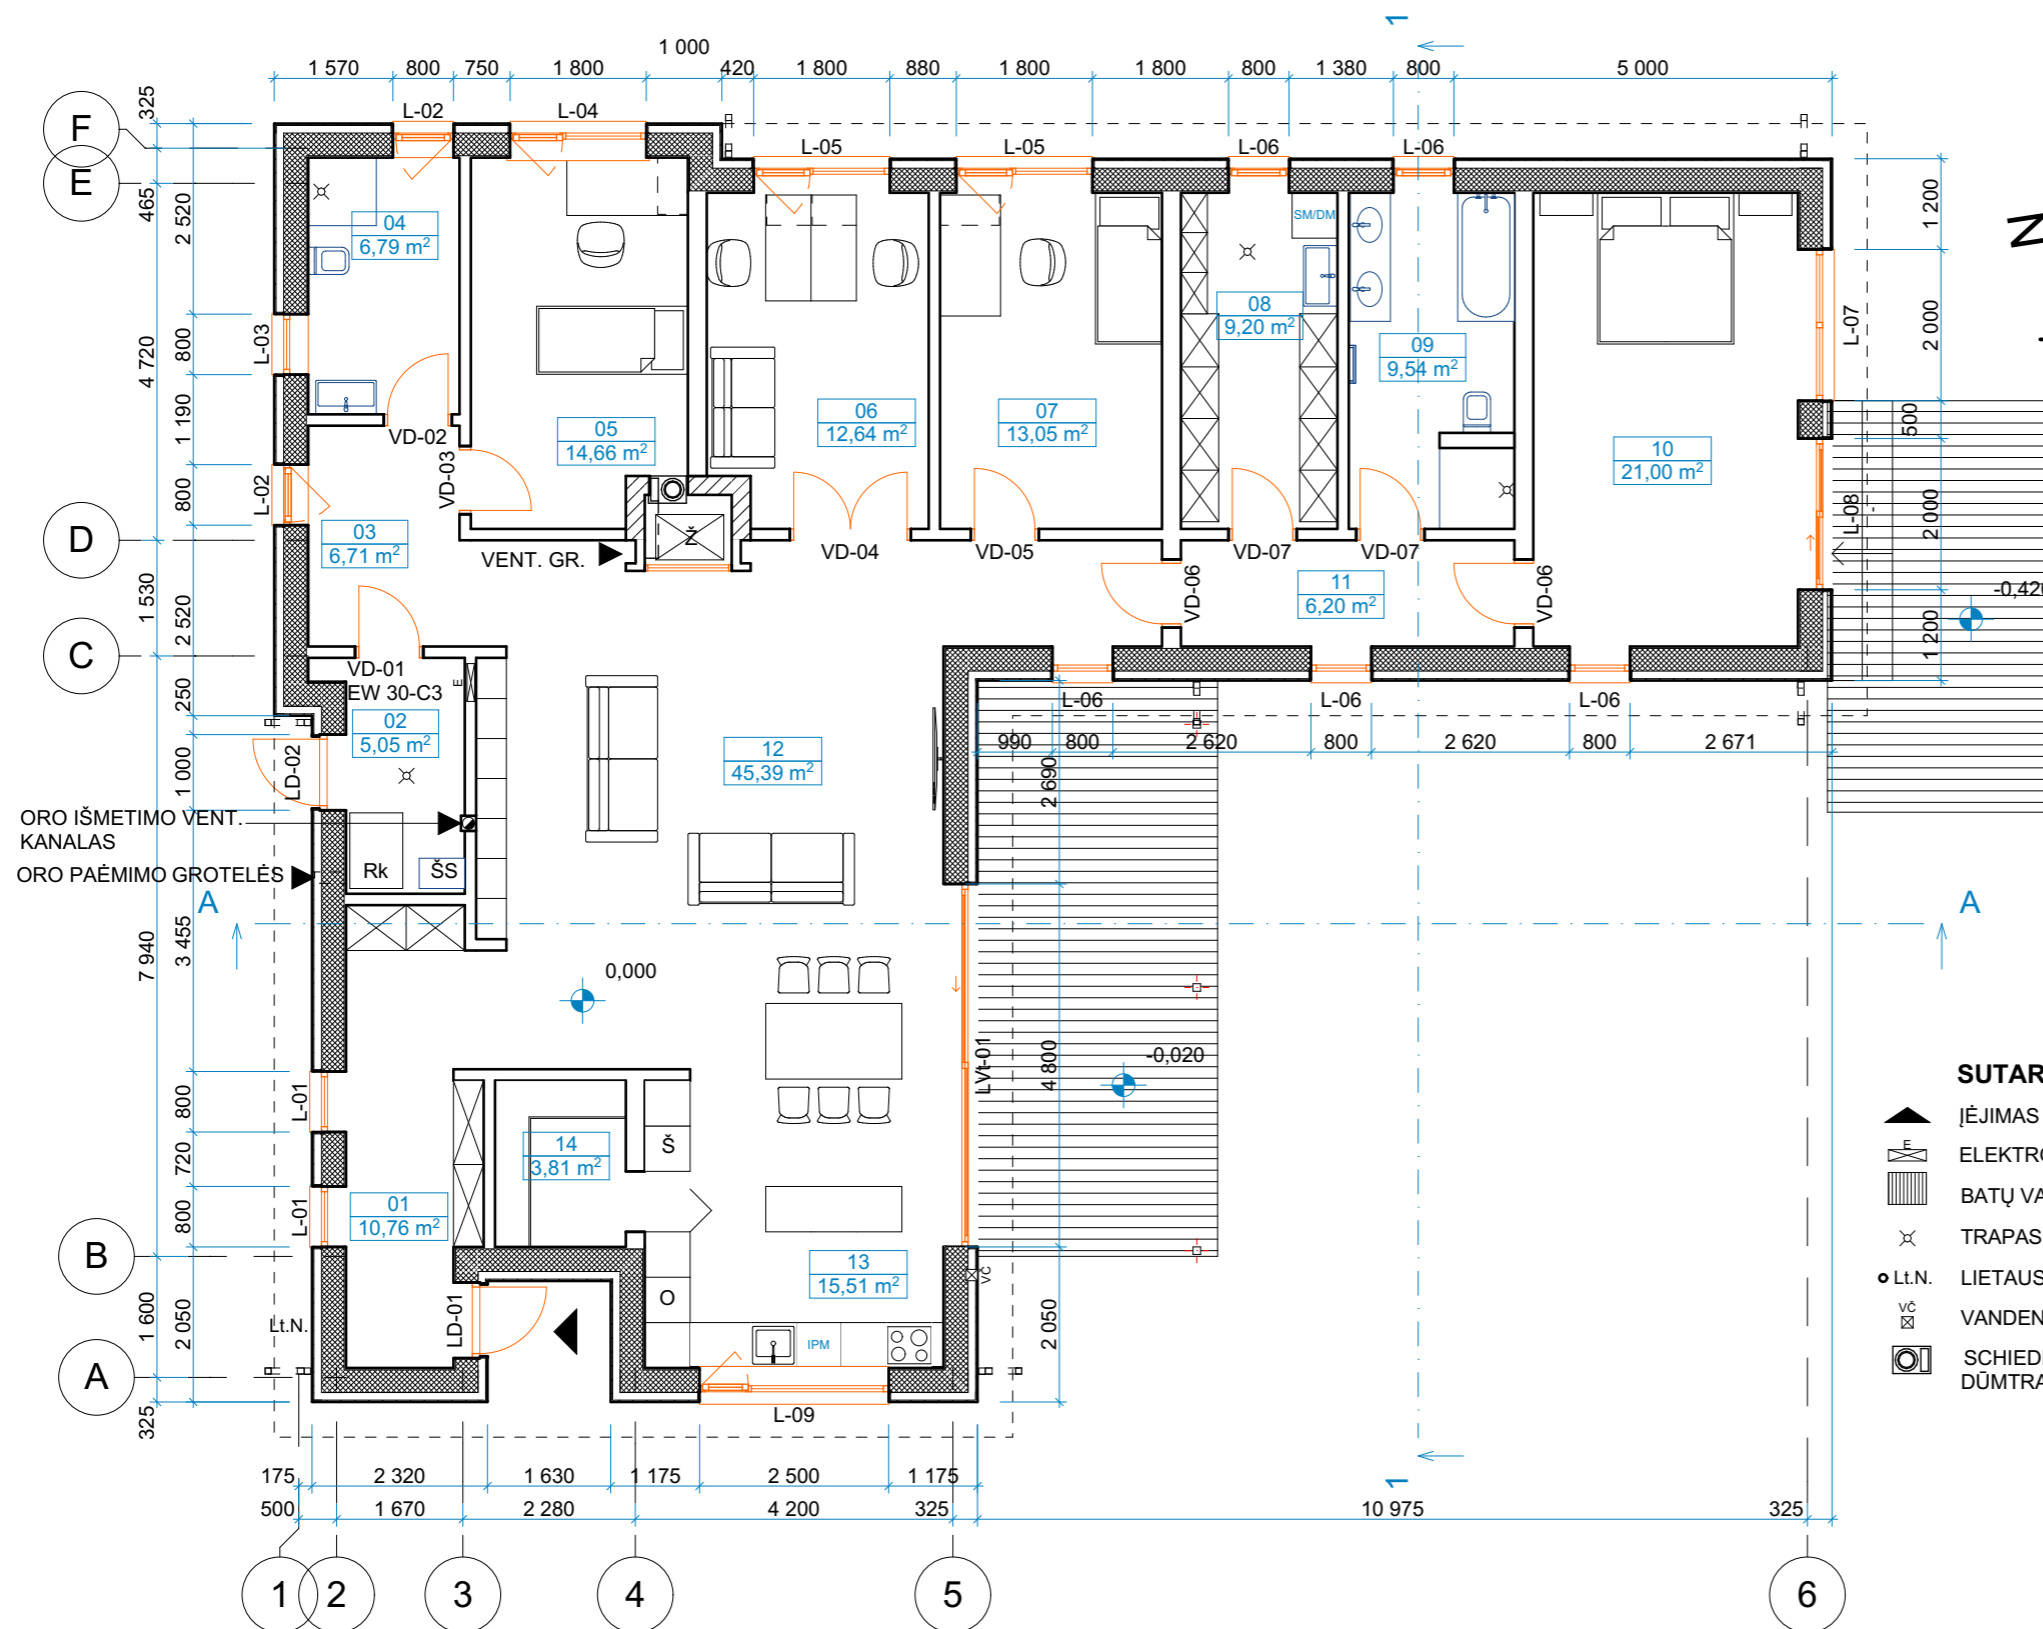 1
1 000
1 570 800 750 1 800 420 1 800 880 1 800 1 800 800 1 380 800 5 000
L-02 L-04 L-05 L-05 L-06 L-06
F
E
D
C
B
A
325
465
4 720
1 530
7 940
1 600
325
2 520
800
1 190
800
2 520
250
1 000
3 455
800
720
800
2 050
L-03
L-02
LD-02
L-01
L-01
LD-01
04
6,79 m²
05
14,66 m²
06
12,64 m²
07
13,05 m²
SM/DM
08
9,20 m²
09
9,54 m²
10
21,00 m²
03
6,71 m²
11
6,20 m²
VD-02
VD-03
VENT. GR.
Ž
VD-04
VD-05
VD-07
VD-07
VD-06
VD-06
VD-01
EW 30-C3
E
02
5,05 m²
12
45,39 m²
ORO IŠMETIMO VENT.
KANALAS
ORO PAĖMIMO GROTELĖS
Rk
ŠS
A
A
0,000
-0,020
-0,420
14
3,81 m²
Š
01
10,76 m²
13
15,51 m²
O
IPM
VČ
Lt.N.
L-09
LVt-01
L-06 L-06 L-06
990 800 2 620 800 2 620 800 2 671
2 690
4 800
2 050
1 200
2 000
500
2 000
1 200
L-07
L-08
N
SUTAR
ĮĖJIMAS
E
ELEKTR
BATŲ VA
TRAPAS
Lt.N. LIETAUS
VČ
VANDEN
SCHIED
DŪMTRA
175 2 320 1 630 1 175 2 500 1 175
500 1 670 2 280 4 200 325 10 975 325
1
1 2 3 4 5 6